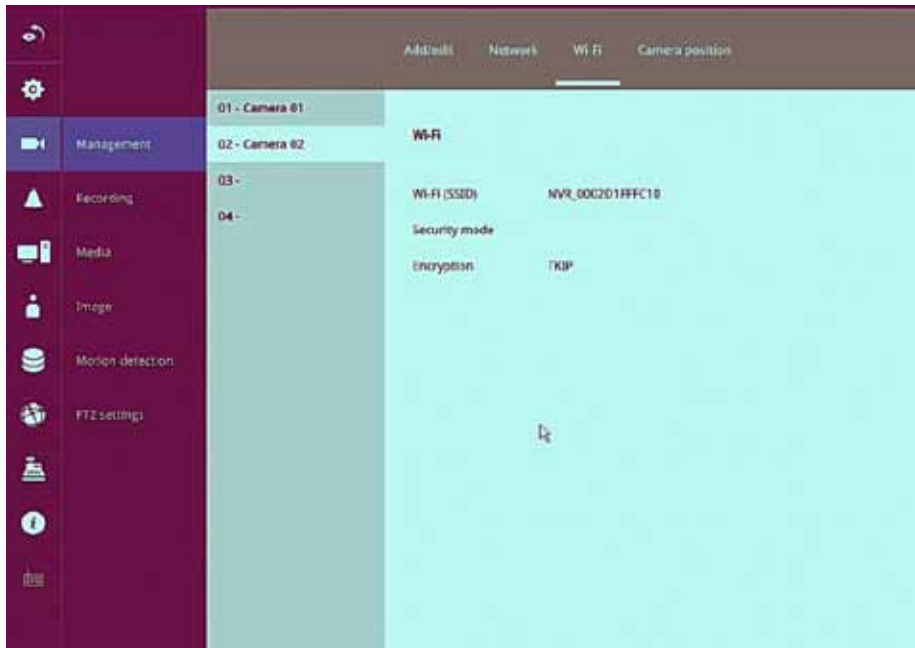 Add/edit Network Wi-Fi Camera position
01 - Camera 01
02 - Camera 02
03 -
04 -
Management
Recording
Media
Image
Motion detection
PTZ settings
Wi-Fi
Wi-Fi (SSID) NVR_0002D1FFFC10
Security mode
Encryption TKIP